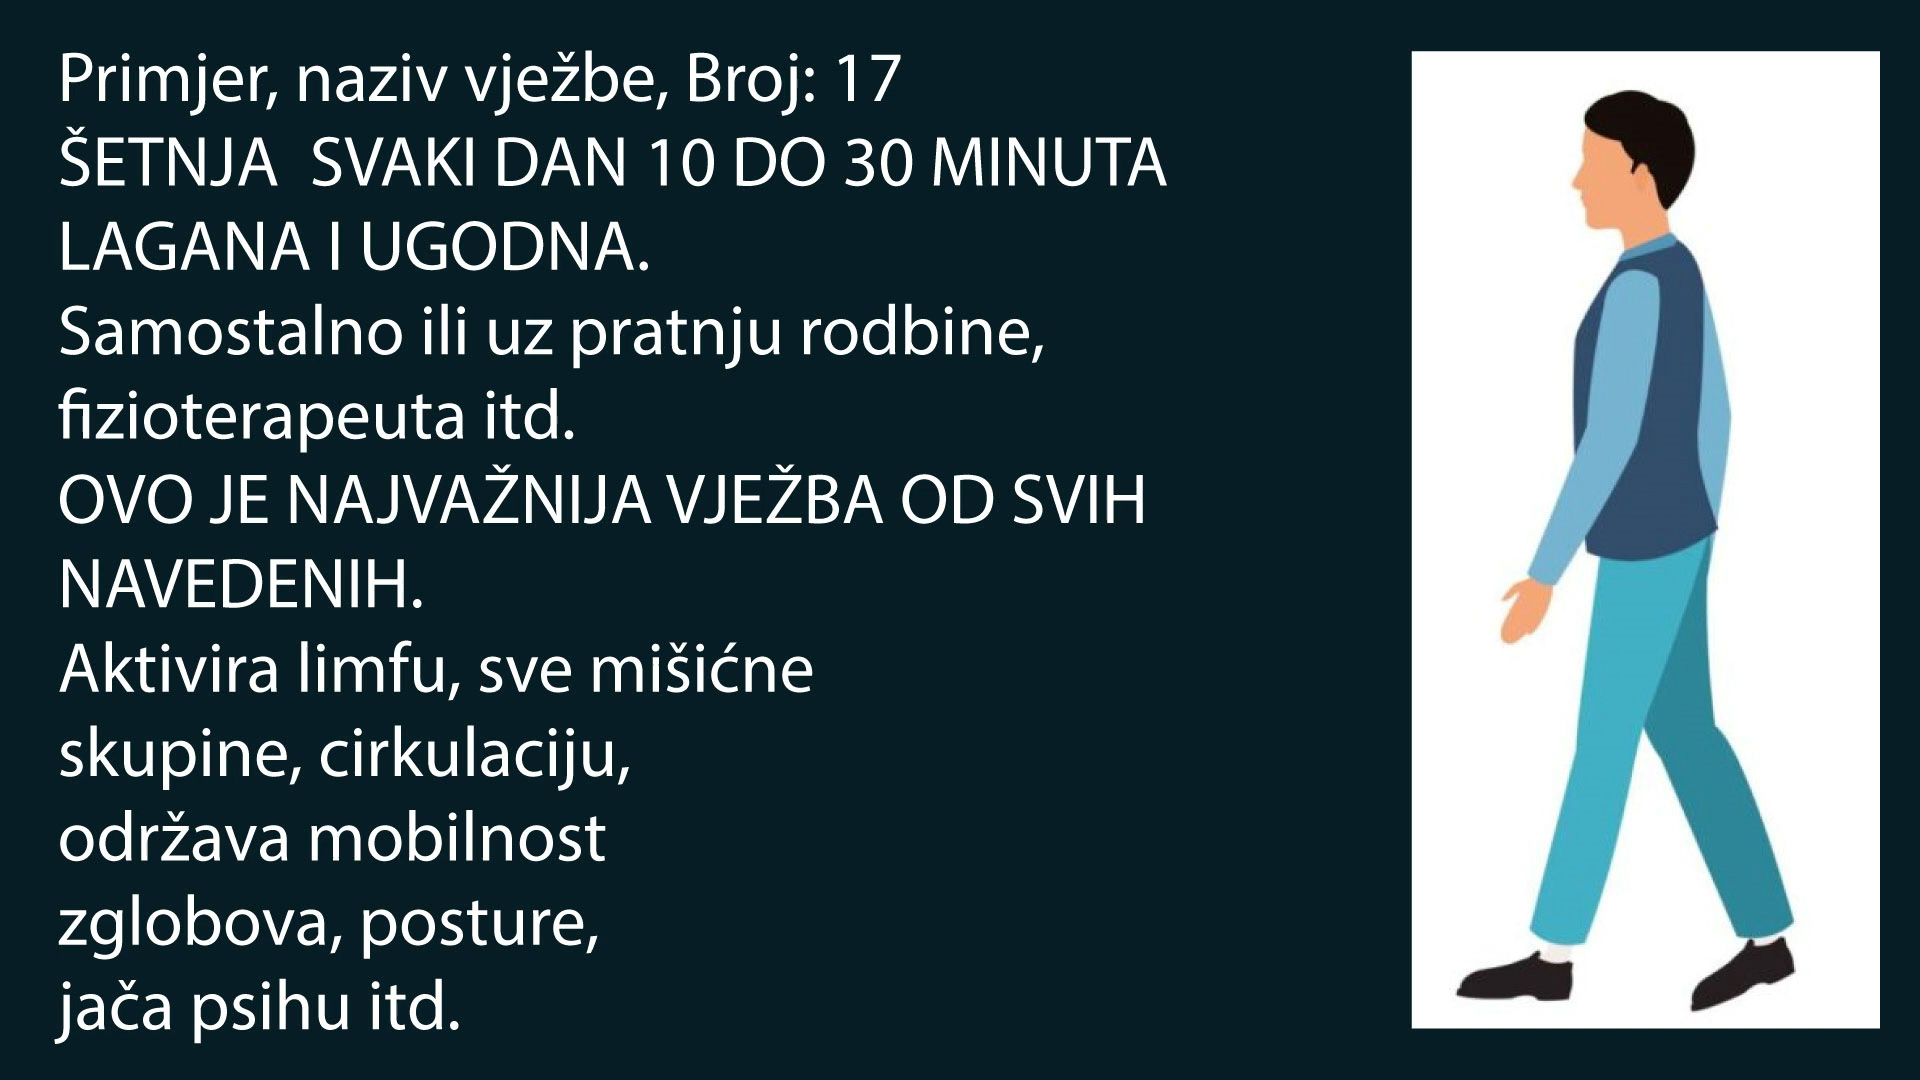 Primjer, naziv vježbe, Broj: 17
ŠETNJA  SVAKI DAN 10 DO 30 MINUTA
LAGANA I UGODNA.
Samostalno ili uz pratnju rodbine,
fizioterapeuta itd.
OVO JE NAJVAŽNIJA VJEŽBA OD SVIH
NAVEDENIH.
Aktivira limfu, sve mišićne
skupine, cirkulaciju,
održava mobilnost
zglobova, posture,
jača psihu itd.